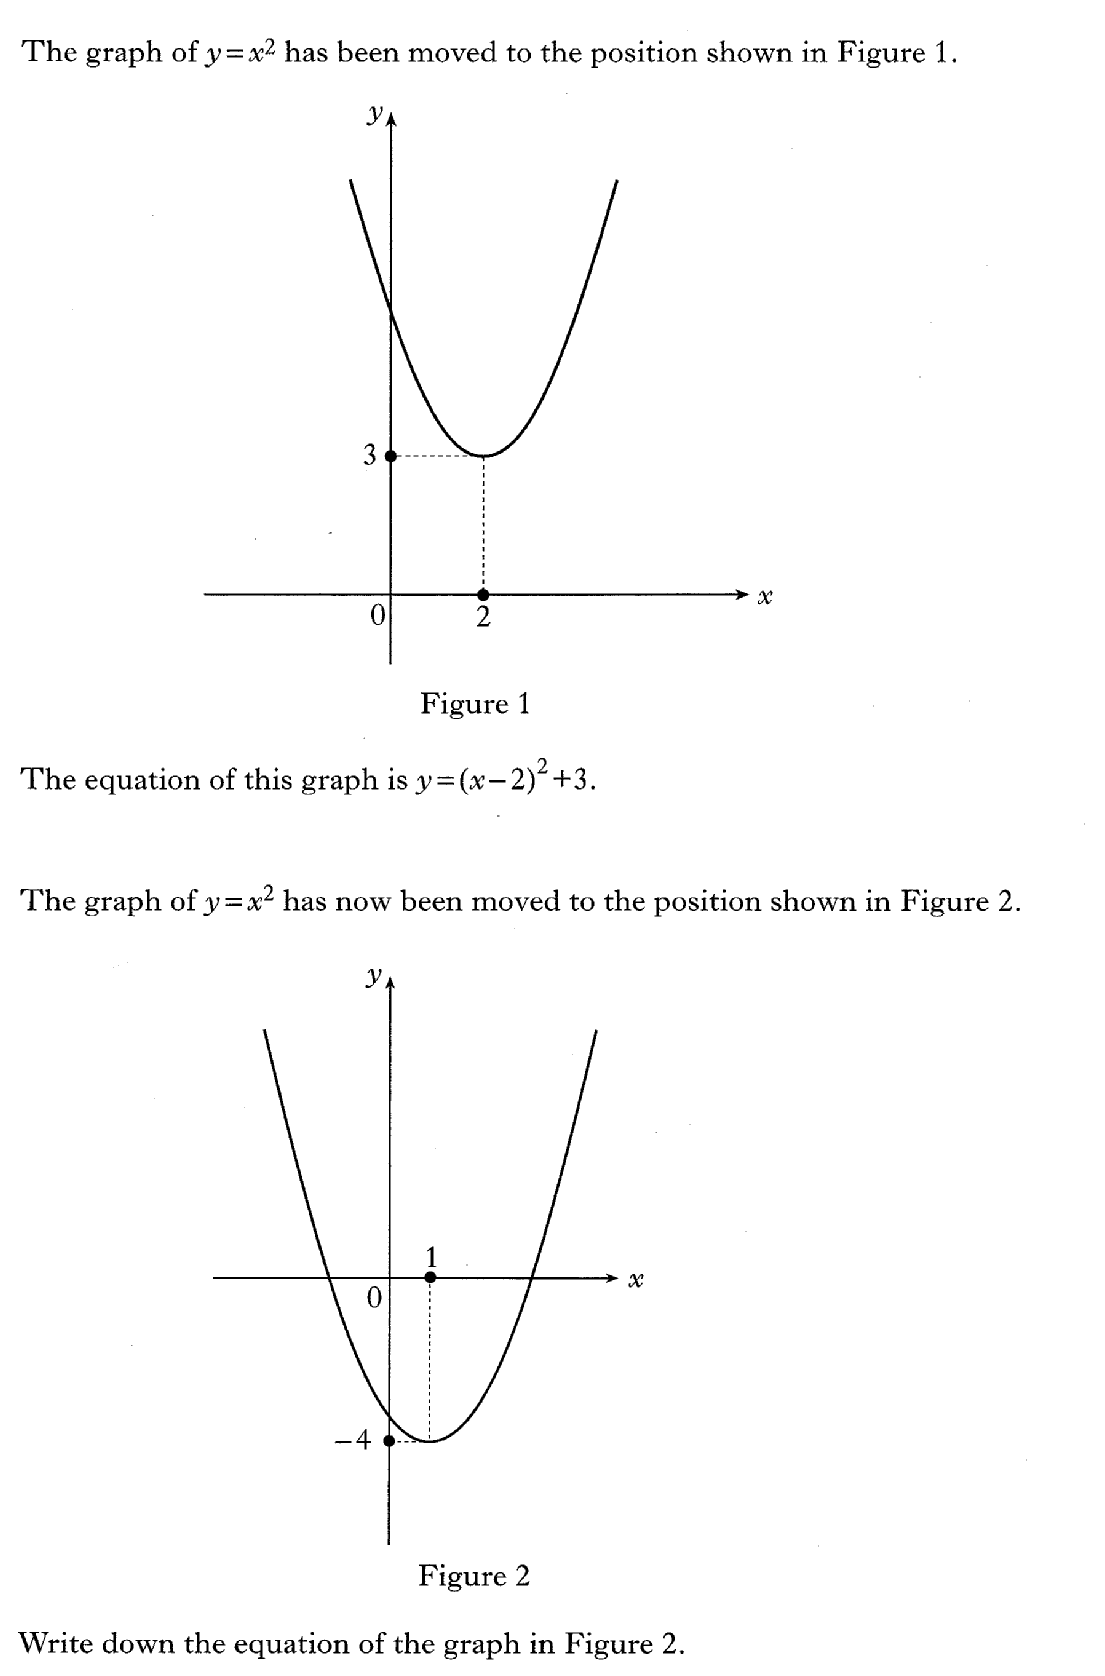 The graph of y=x² has been moved to the position shown in Figure 1.
y
3
0
2
x
Figure 1
The equation of this graph is y=(x−2)²+3.
The graph of y=x² has now been moved to the position shown in Figure 2.
y
1
x
0
−4
Figure 2
Write down the equation of the graph in Figure 2.